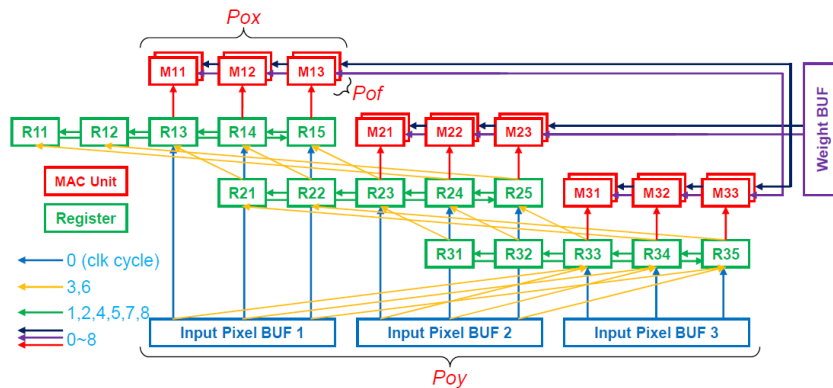 Pox
M11 M12 M13
Pof
R11 R12 R13 R14 R15
M21 M22 M23
Weight BUF
MAC Unit
Register
R21 R22 R23 R24 R25
M31 M32 M33
R31 R32 R33 R34 R35
0 (clk cycle)
3,6
1,2,4,5,7,8
0~8
Input Pixel BUF 1 Input Pixel BUF 2 Input Pixel BUF 3
Poy